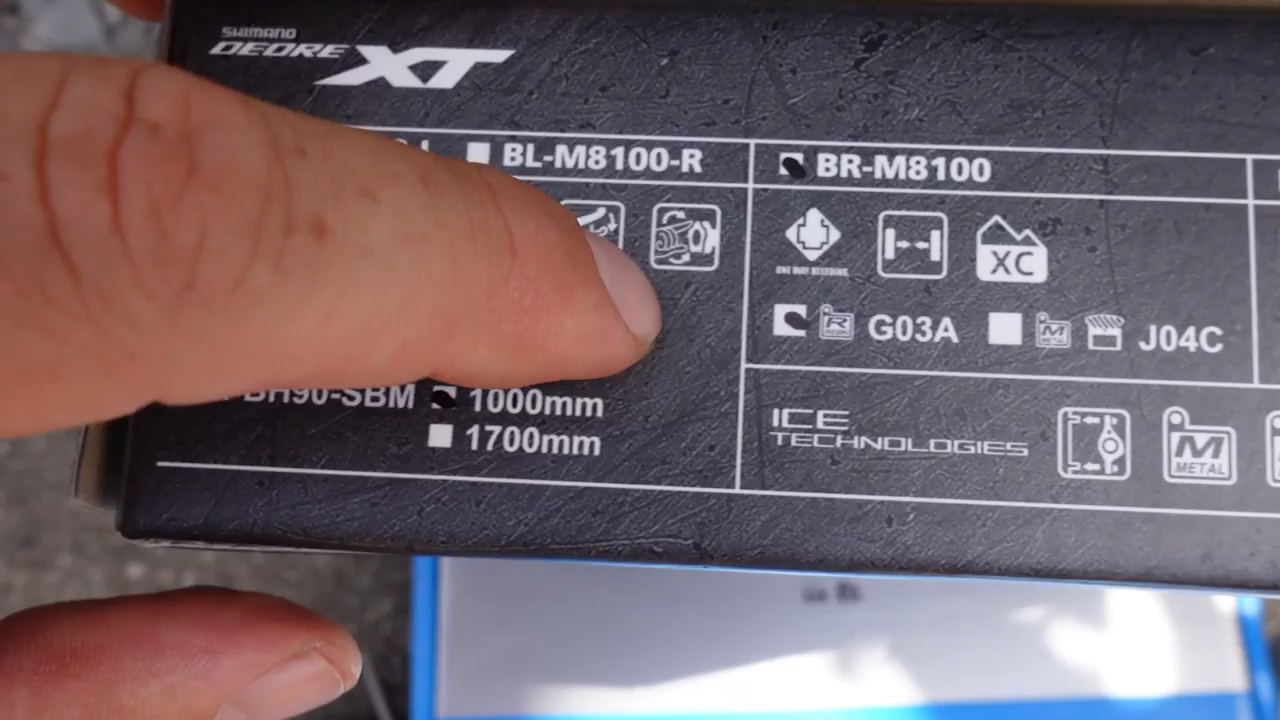 SHIMANO
DEORE XT
BL-M8100-R
BR-M8100
ONE WAY BLEEDING
XC
R
G03A
M
J04C
BH90-SBM
1000mm
1700mm
ICE
TECHNOLOGIES
M
METAL